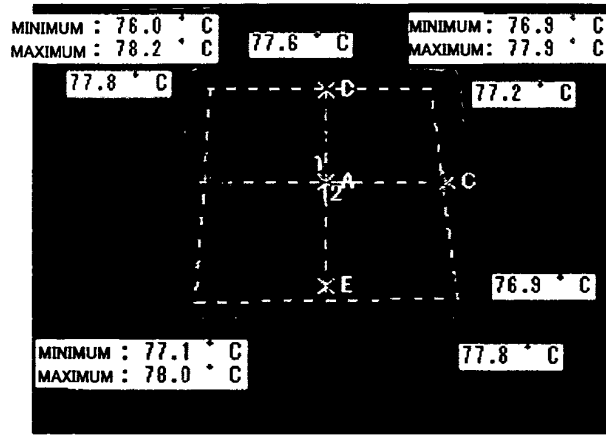 MINIMUM : 76.0 °C
MAXIMUM : 78.2 °C
77.6 °C
MINIMUM: 76.9 °C
MAXIMUM: 77.9 °C
77.8 °C
77.2 °C
D
1
A
12
C
E
76.9 °C
MINIMUM : 77.1 °C
MAXIMUM : 78.0 °C
77.8 °C